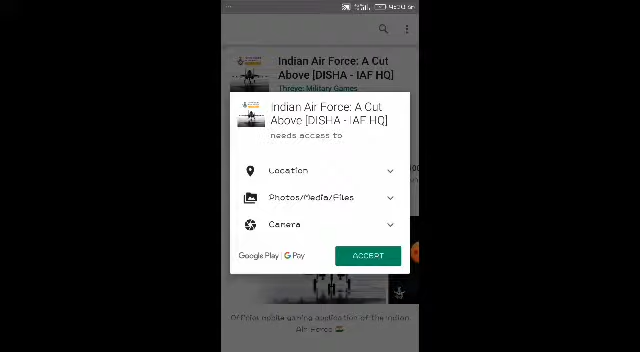 Indian Air Force: A Cut
Above [DISHA - IAF HQ]
Threye: Military Games
Indian Air Force: A Cut
Above [DISHA - IAF HQ]
needs access to
Location
Photos/Media/Files
Camera
Google Play | G Pay
ACCEPT
Official mobile gaming application of the Indian
Air Force